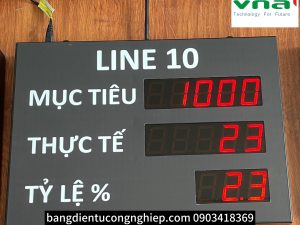 vna
Technology For Future
LINE 10
MỤC TIÊU 1000
THỰC TẾ 23
TỶ LỆ % 2.3
bangdientucongnghiep.com 0903418369